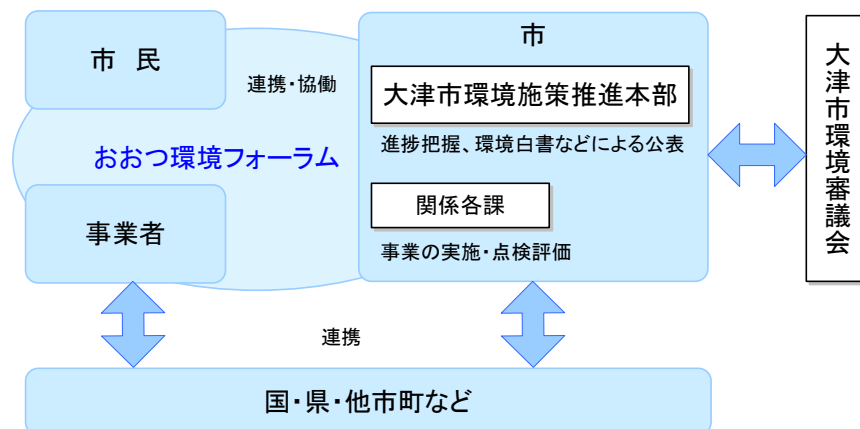 市 民
連携・協働
おおつ環境フォーラム
事業者
市
大津市環境施策推進本部
進捗把握、環境白書などによる公表
関係各課
事業の実施・点検評価
大津市環境審議会
連携
国・県・他市町など